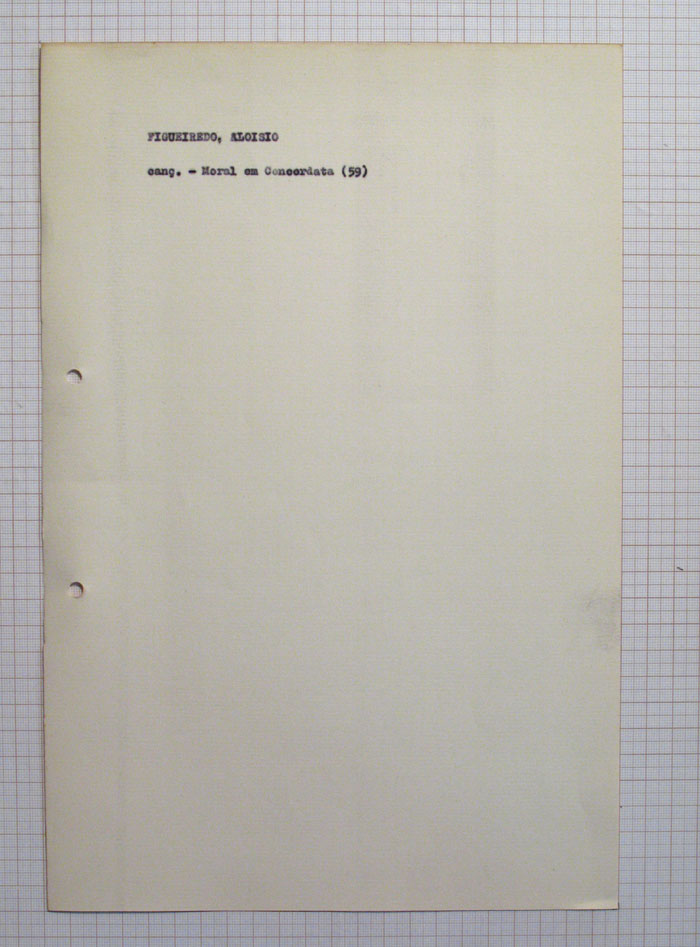 FIGUEIREDO, ALOISIO
canç. - Moral em Concordata (59)